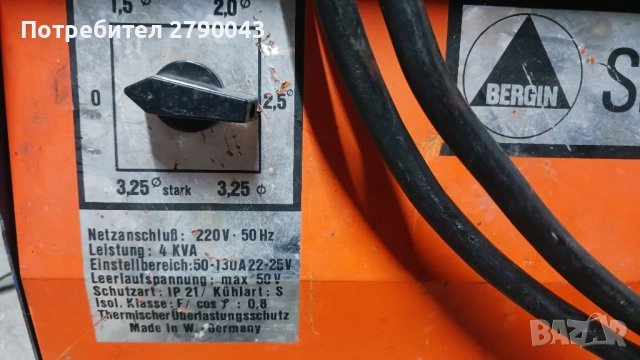 Потребител 2790043
1,5 ø 2,0 ø
0 2,5 ø
3,25 ø stark 3,25 ø
BERGIN
S
Netzanschluß: 220V · 50Hz
Leistung: 4 KVA
Einstellbereich: 50-130A 22-25V
Leerlaufspannung: max 50V
Schutzart: IP 21/ Kühlart: S
Isol. Klasse: F/ cos φ: 0,8
Thermischer Überlastungsschutz
Made in W.-Germany
BAZAR